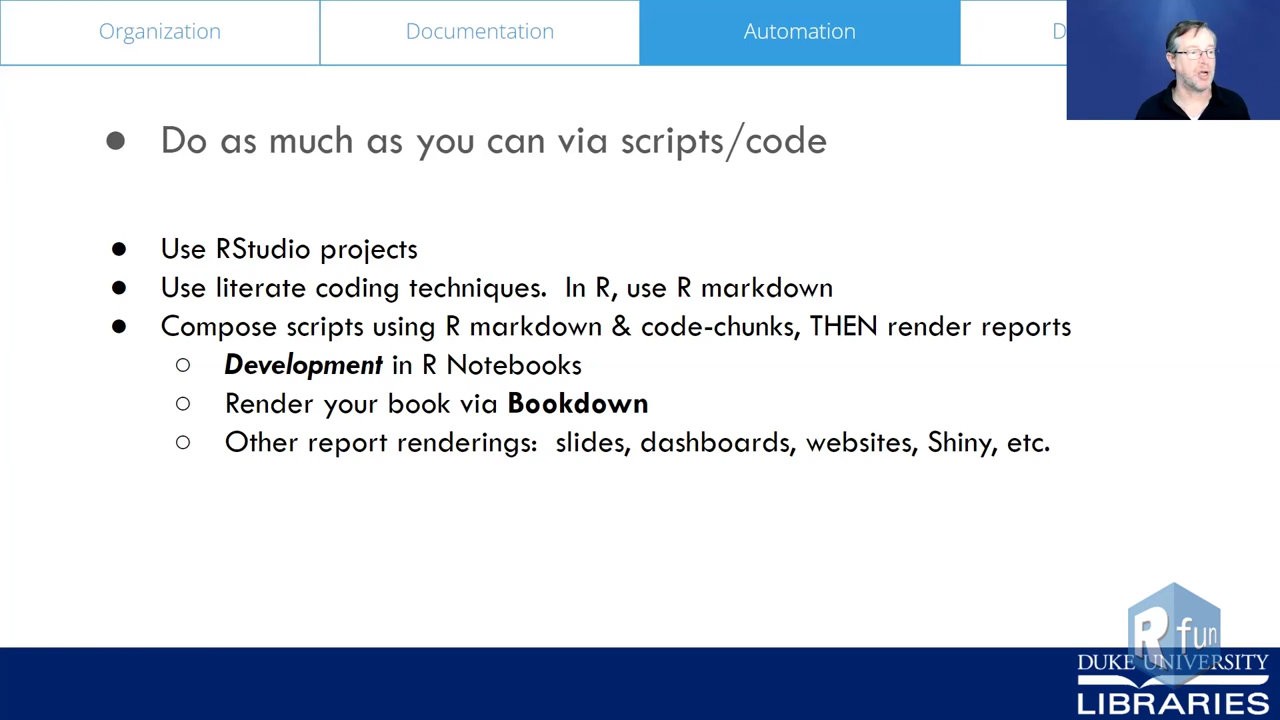 Organization
Documentation
Automation
D
● Do as much as you can via scripts/code
● Use RStudio projects
● Use literate coding techniques. In R, use R markdown
● Compose scripts using R markdown & code-chunks, THEN render reports
○ Development in R Notebooks
○ Render your book via Bookdown
○ Other report renderings: slides, dashboards, websites, Shiny, etc.
R fun
DUKE UNIVERSITY
LIBRARIES